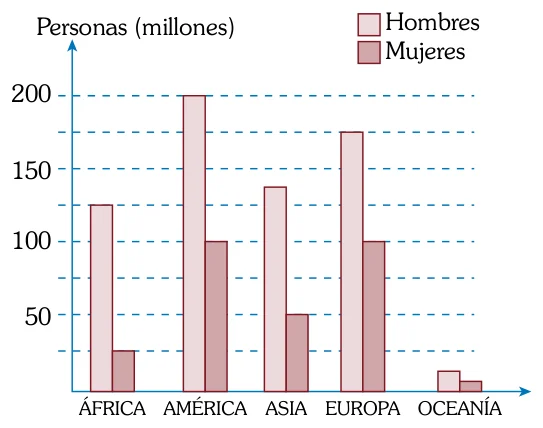 Personas (millones)
Hombres
Mujeres
200
150
100
50
ÁFRICA AMÉRICA ASIA EUROPA OCEANÍA